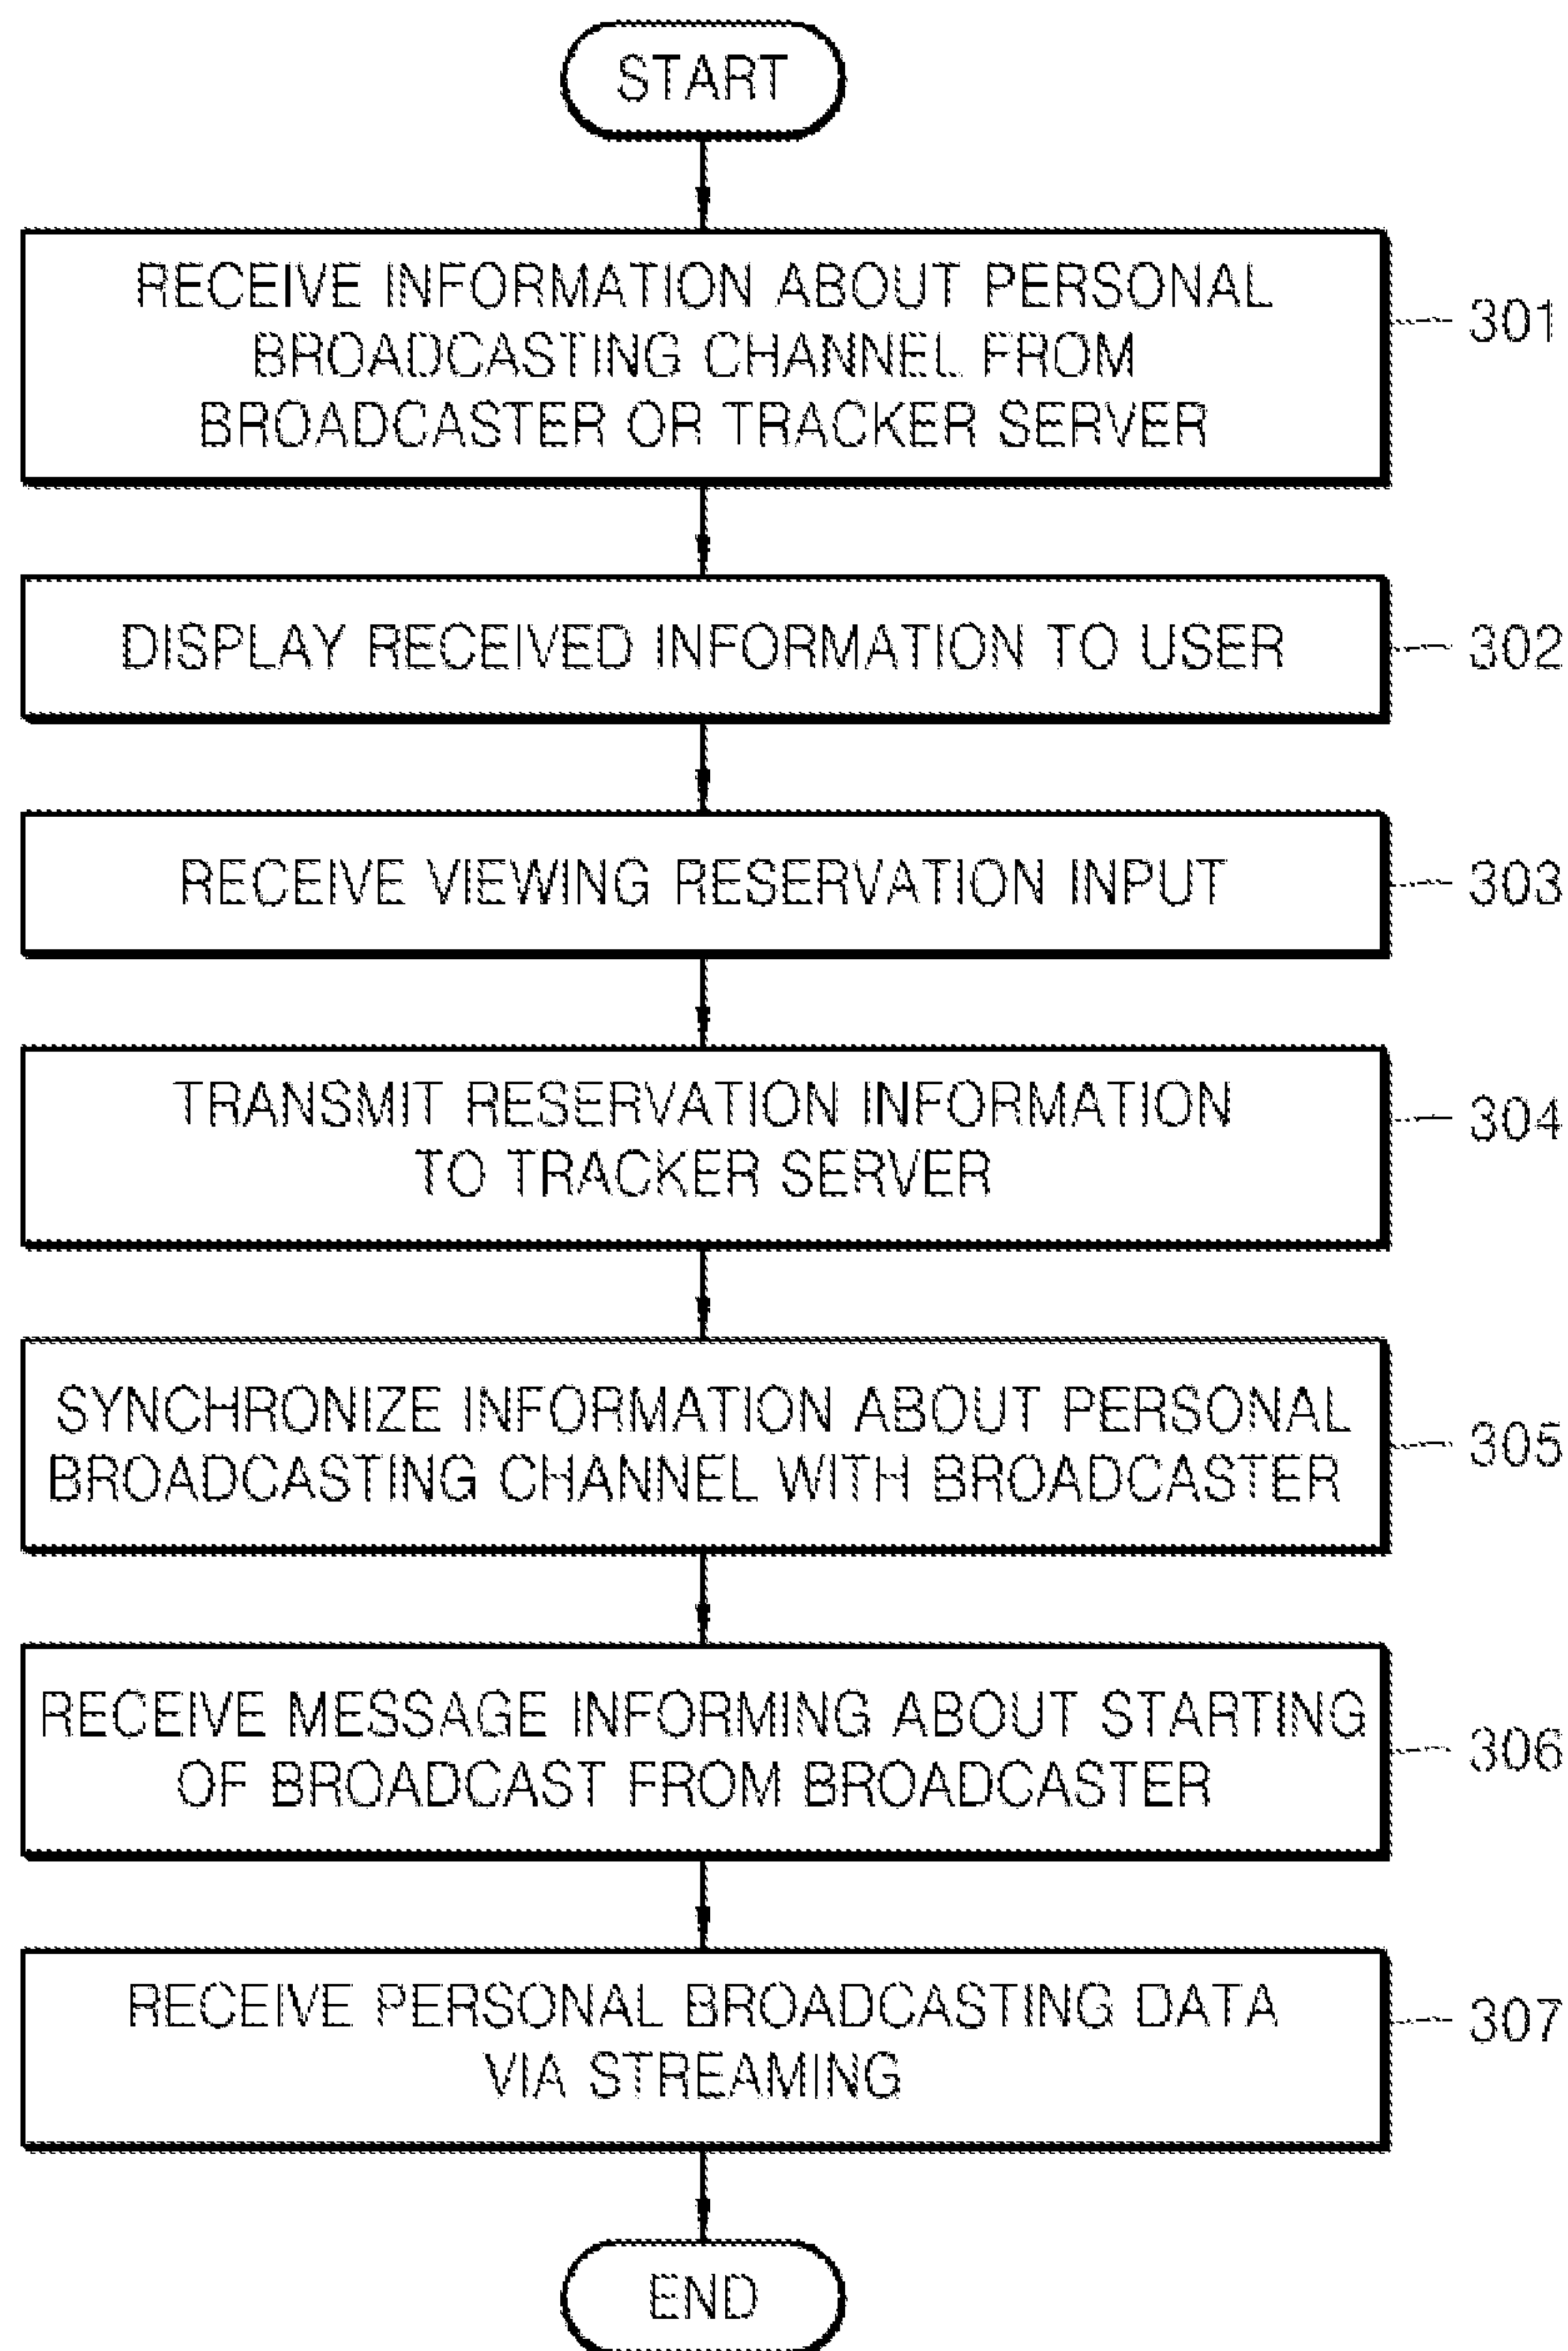 START
RECEIVE INFORMATION ABOUT PERSONAL
BROADCASTING CHANNEL FROM
BROADCASTER OR TRACKER SERVER
301
DISPLAY RECEIVED INFORMATION TO USER
302
RECEIVE VIEWING RESERVATION INPUT
303
TRANSMIT RESERVATION INFORMATION
TO TRACKER SERVER
304
SYNCHRONIZE INFORMATION ABOUT PERSONAL
BROADCASTING CHANNEL WITH BROADCASTER
305
RECEIVE MESSAGE INFORMING ABOUT STARTING
OF BROADCAST FROM BROADCASTER
306
RECEIVE PERSONAL BROADCASTING DATA
VIA STREAMING
307
END